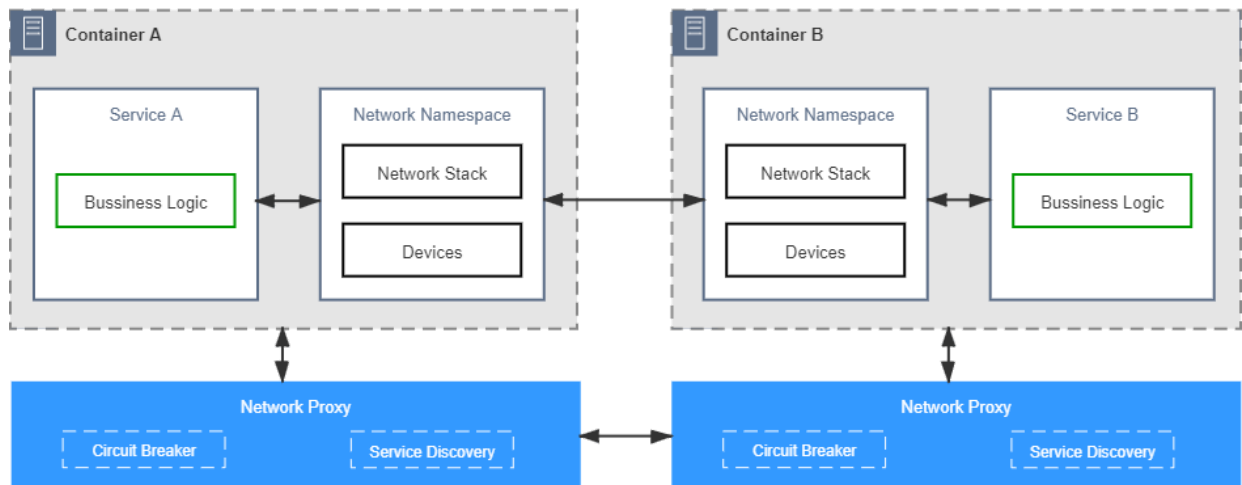 Container A
Service A
Bussiness Logic
Network Namespace
Network Stack
Devices
Container B
Network Namespace
Network Stack
Devices
Service B
Bussiness Logic
Network Proxy
Circuit Breaker
Service Discovery
Network Proxy
Circuit Breaker
Service Discovery